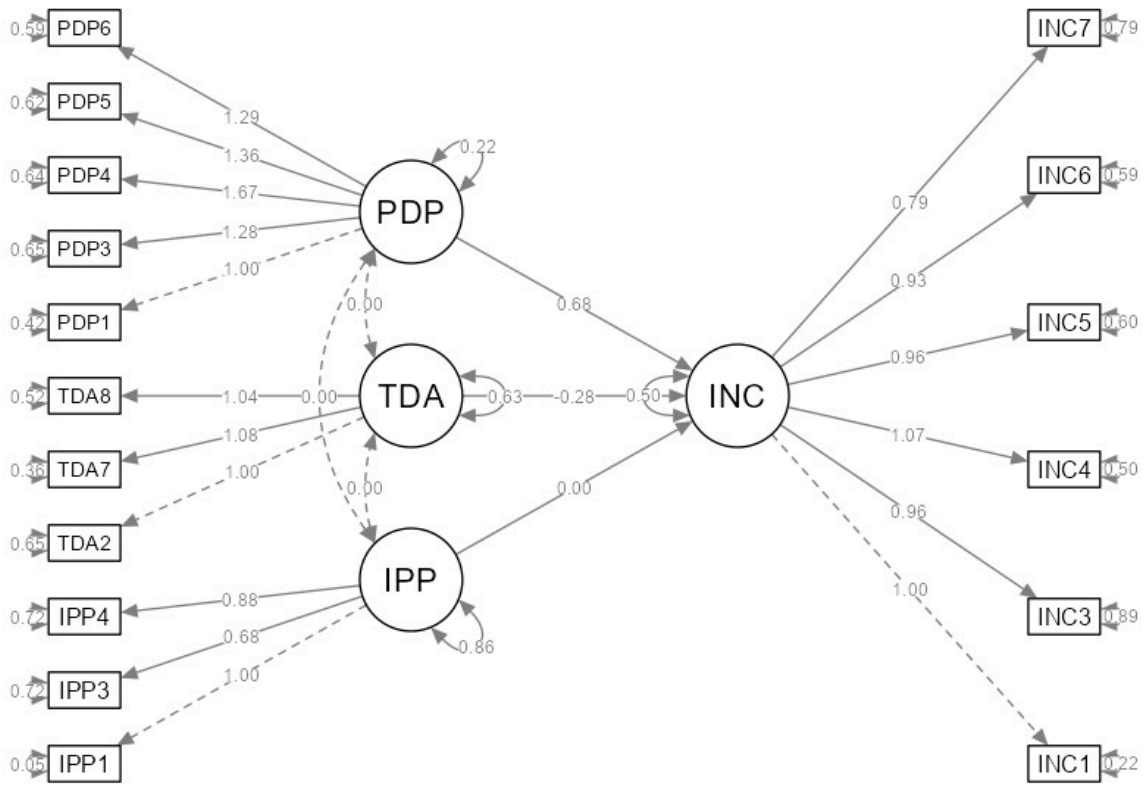 0.59 PDP6
0.62 PDP5
0.64 PDP4
0.65 PDP3
0.42 PDP1
0.52 TDA8
0.36 TDA7
0.65 TDA2
0.72 IPP4
0.72 IPP3
0.05 IPP1
1.29
1.36
1.67
1.28
1.00
1.04
1.08
1.00
0.88
0.68
1.00
PDP
0.22
0.00
0.00
TDA
0.63
0.00
IPP
0.86
0.68
-0.28
0.00
0.50
INC
0.79
0.93
0.96
1.07
0.96
1.00
INC7 0.79
INC6 0.59
INC5 0.60
INC4 0.50
INC3 0.89
INC1 0.22